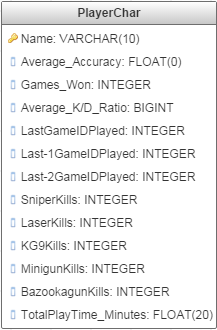 PlayerChar
Name: VARCHAR(10)
Average_Accuracy: FLOAT(0)
Games_Won: INTEGER
Average_K/D_Ratio: BIGINT
LastGameIDPlayed: INTEGER
Last-1GameIDPlayed: INTEGER
Last-2GameIDPlayed: INTEGER
SniperKills: INTEGER
LaserKills: INTEGER
KG9Kills: INTEGER
MinigunKills: INTEGER
BazookagunKills: INTEGER
TotalPlayTime_Minutes: FLOAT(20)